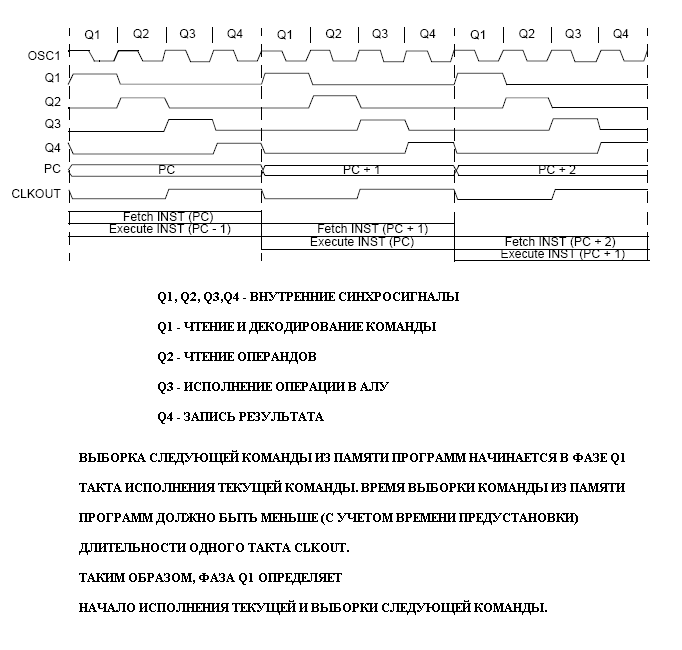 Q1 Q2 Q3 Q4 Q1 Q2 Q3 Q4 Q1 Q2 Q3 Q4
OSC1
Q1
Q2
Q3
Q4
PC PC PC + 1 PC + 2
CLKOUT
Fetch INST (PC)
Execute INST (PC - 1) Fetch INST (PC + 1)
Execute INST (PC) Fetch INST (PC + 2)
Execute INST (PC + 1)
Q1, Q2, Q3,Q4 - ВНУТРЕННИЕ СИНХРОСИГНАЛЫ
Q1 - ЧТЕНИЕ И ДЕКОДИРОВАНИЕ КОМАНДЫ
Q2 - ЧТЕНИЕ ОПЕРАНДОВ
Q3 - ИСПОЛНЕНИЕ ОПЕРАЦИИ В АЛУ
Q4 - ЗАПИСЬ РЕЗУЛЬТАТА
ВЫБОРКА СЛЕДУЮЩЕЙ КОМАНДЫ ИЗ ПАМЯТИ ПРОГРАММ НАЧИНАЕТСЯ В ФАЗЕ Q1
ТАКТА ИСПОЛНЕНИЯ ТЕКУЩЕЙ КОМАНДЫ. ВРЕМЯ ВЫБОРКИ КОМАНДЫ ИЗ ПАМЯТИ
ПРОГРАММ ДОЛЖНО БЫТЬ МЕНЬШЕ (С УЧЕТОМ ВРЕМЕНИ ПРЕДУСТАНОВКИ)
ДЛИТЕЛЬНОСТИ ОДНОГО ТАКТА CLKOUT.
ТАКИМ ОБРАЗОМ, ФАЗА Q1 ОПРЕДЕЛЯЕТ
НАЧАЛО ИСПОЛНЕНИЯ ТЕКУЩЕЙ И ВЫБОРКИ СЛЕДУЮЩЕЙ КОМАНДЫ.